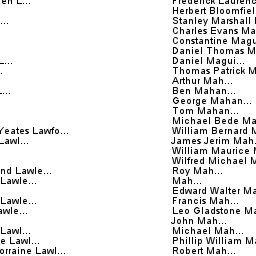 L... Frederick Laurenc
Herbert Bloomfiel
... Stanley Marshall
Charles Evans Ma
Constantine Magu
Daniel Thomas M
L... Daniel Magui...
. Thomas Patrick M
Arthur Mah...
L... Ben Mahan...
George Mahan...
Tom Mahan...
Michael Bede Ma
Yeates Lawfo... William Bernard M
Lawl... James Jerim Mah.
William Maurice M
Wilfred Michael M
nd Lawle... Roy Mah...
Lawle... Mah...
Edward Walter Ma
Lawle... Francis Mah...
awle... Leo Gladstone Ma
John Mah...
Lawl... Michael Mah...
e Lawl... Phillip William Ma
orraine Lawl... Robert Mah...